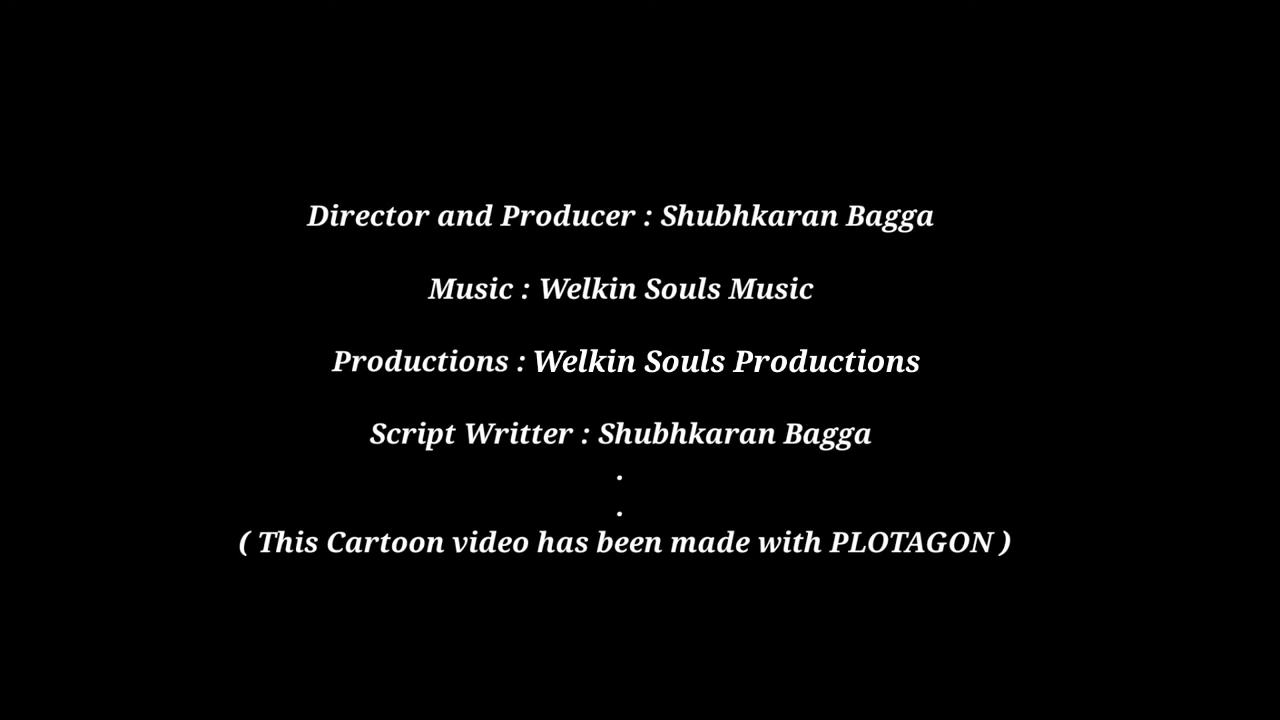 Director and Producer : Shubhkaran Bagga
Music : Welkin Souls Music
Productions : Welkin Souls Productions
Script Writter : Shubhkaran Bagga
.
.
( This Cartoon video has been made with PLOTAGON )